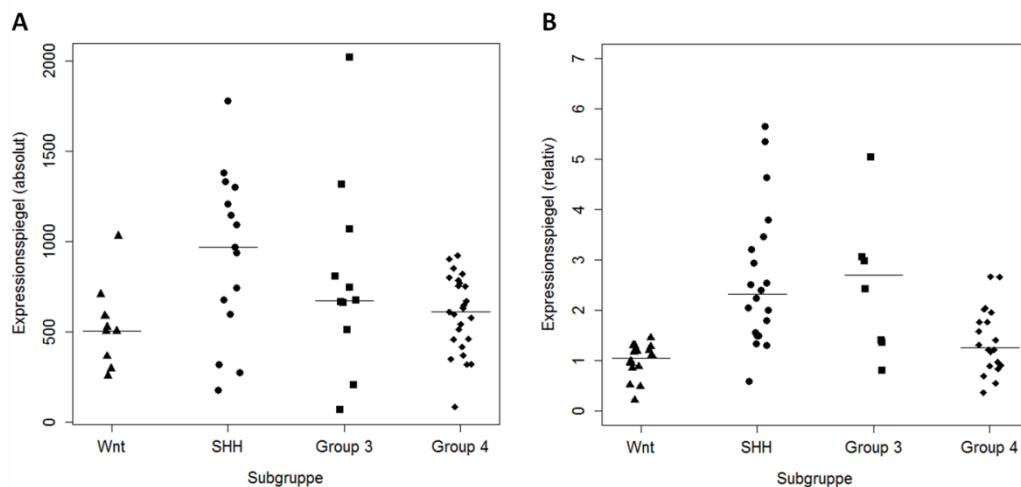 A
Expressionsspiegel (absolut)
2000
1500
1000
500
0
Wnt SHH Group 3 Group 4
Subgruppe
B
Expressionsspiegel (relativ)
7
6
5
4
3
2
1
0
Wnt SHH Group 3 Group 4
Subgruppe